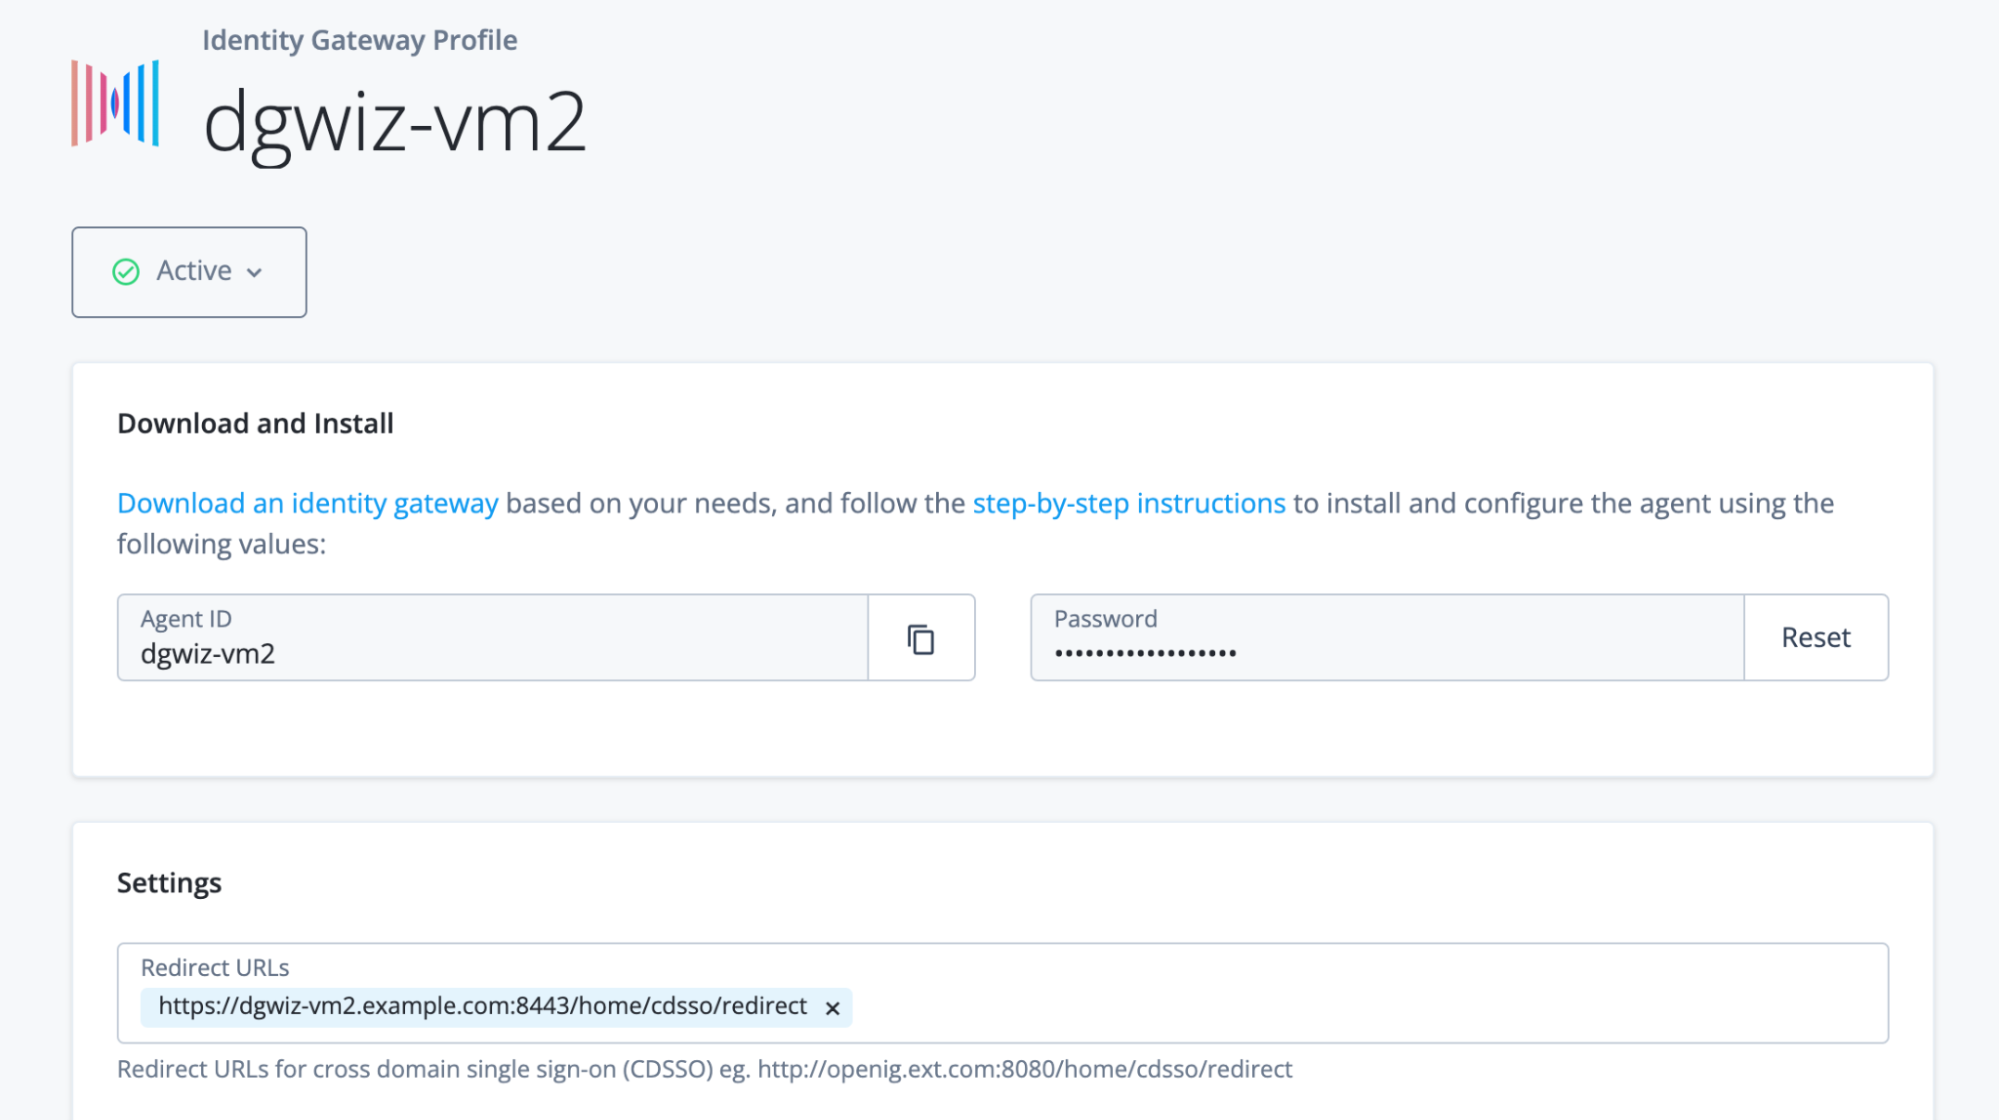 Identity Gateway Profile
dgwiz-vm2
Active
Download and Install
Download an identity gateway based on your needs, and follow the step-by-step instructions to install and configure the agent using the
following values:
Agent ID
dgwiz-vm2
Password
••••••••••••••••••
Reset
Settings
Redirect URLs
https://dgwiz-vm2.example.com:8443/home/cdsso/redirect ×
Redirect URLs for cross domain single sign-on (CDSSO) eg. http://openig.ext.com:8080/home/cdsso/redirect